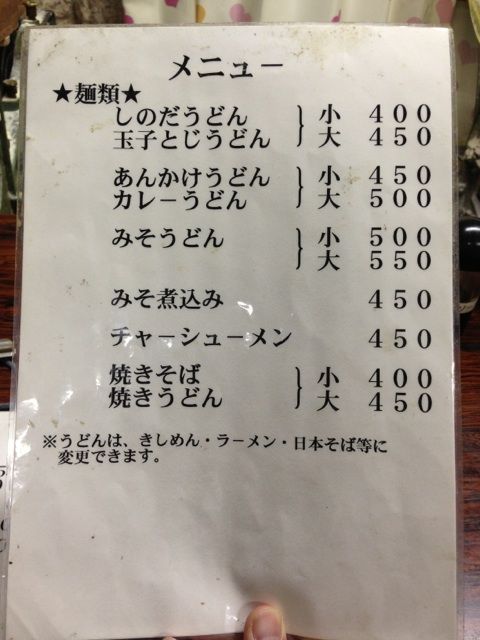 メニュー
★麺類★
しのだうどん 小 400
玉子とじうどん 大 450
あんかけうどん 小 450
カレーうどん 大 500
みそうどん 小 500
大 550
みそ煮込み 450
チャーシューメン 450
焼きそば 小 400
焼きうどん 大 450
※うどんは、きしめん・ラーメン・日本そば等に
変更できます。